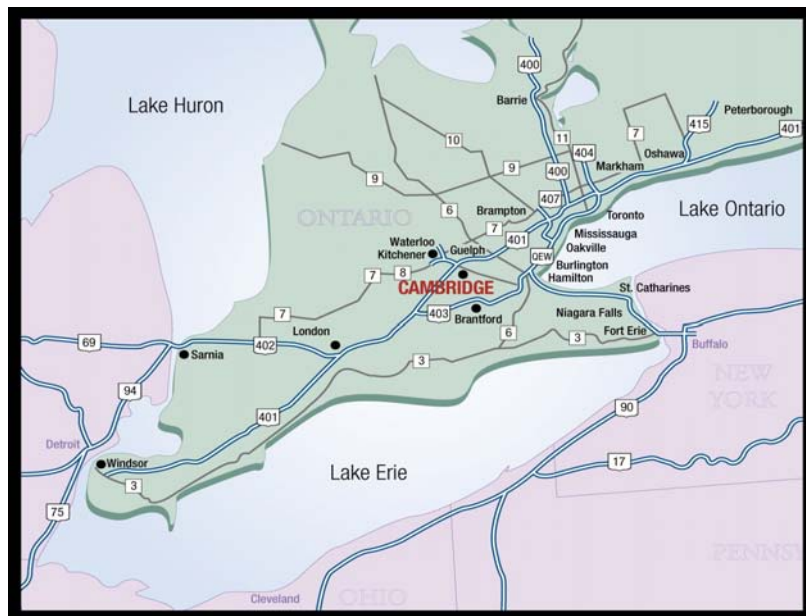 400
Barrie
Peterborough
Lake Huron
415
401
7
11
10
404
Oshawa
Markham
400
9
9
407
6
Brampton
ONTARIO
Toronto
Lake Ontario
7
401
Mississauga
Waterloo
Kitchener
Guelph
Oakville
QEW
Burlington
Hamilton
7
8
CAMBRIDGE
St. Catharines
7
403
Brantford
Niagara Falls
London
Fort Erie
6
69
402
Sarnia
3
3
Buffalo
NEW
YORK
94
90
401
Detroit
Windsor
Lake Erie
17
3
75
PENNS
Cleveland
OHIO